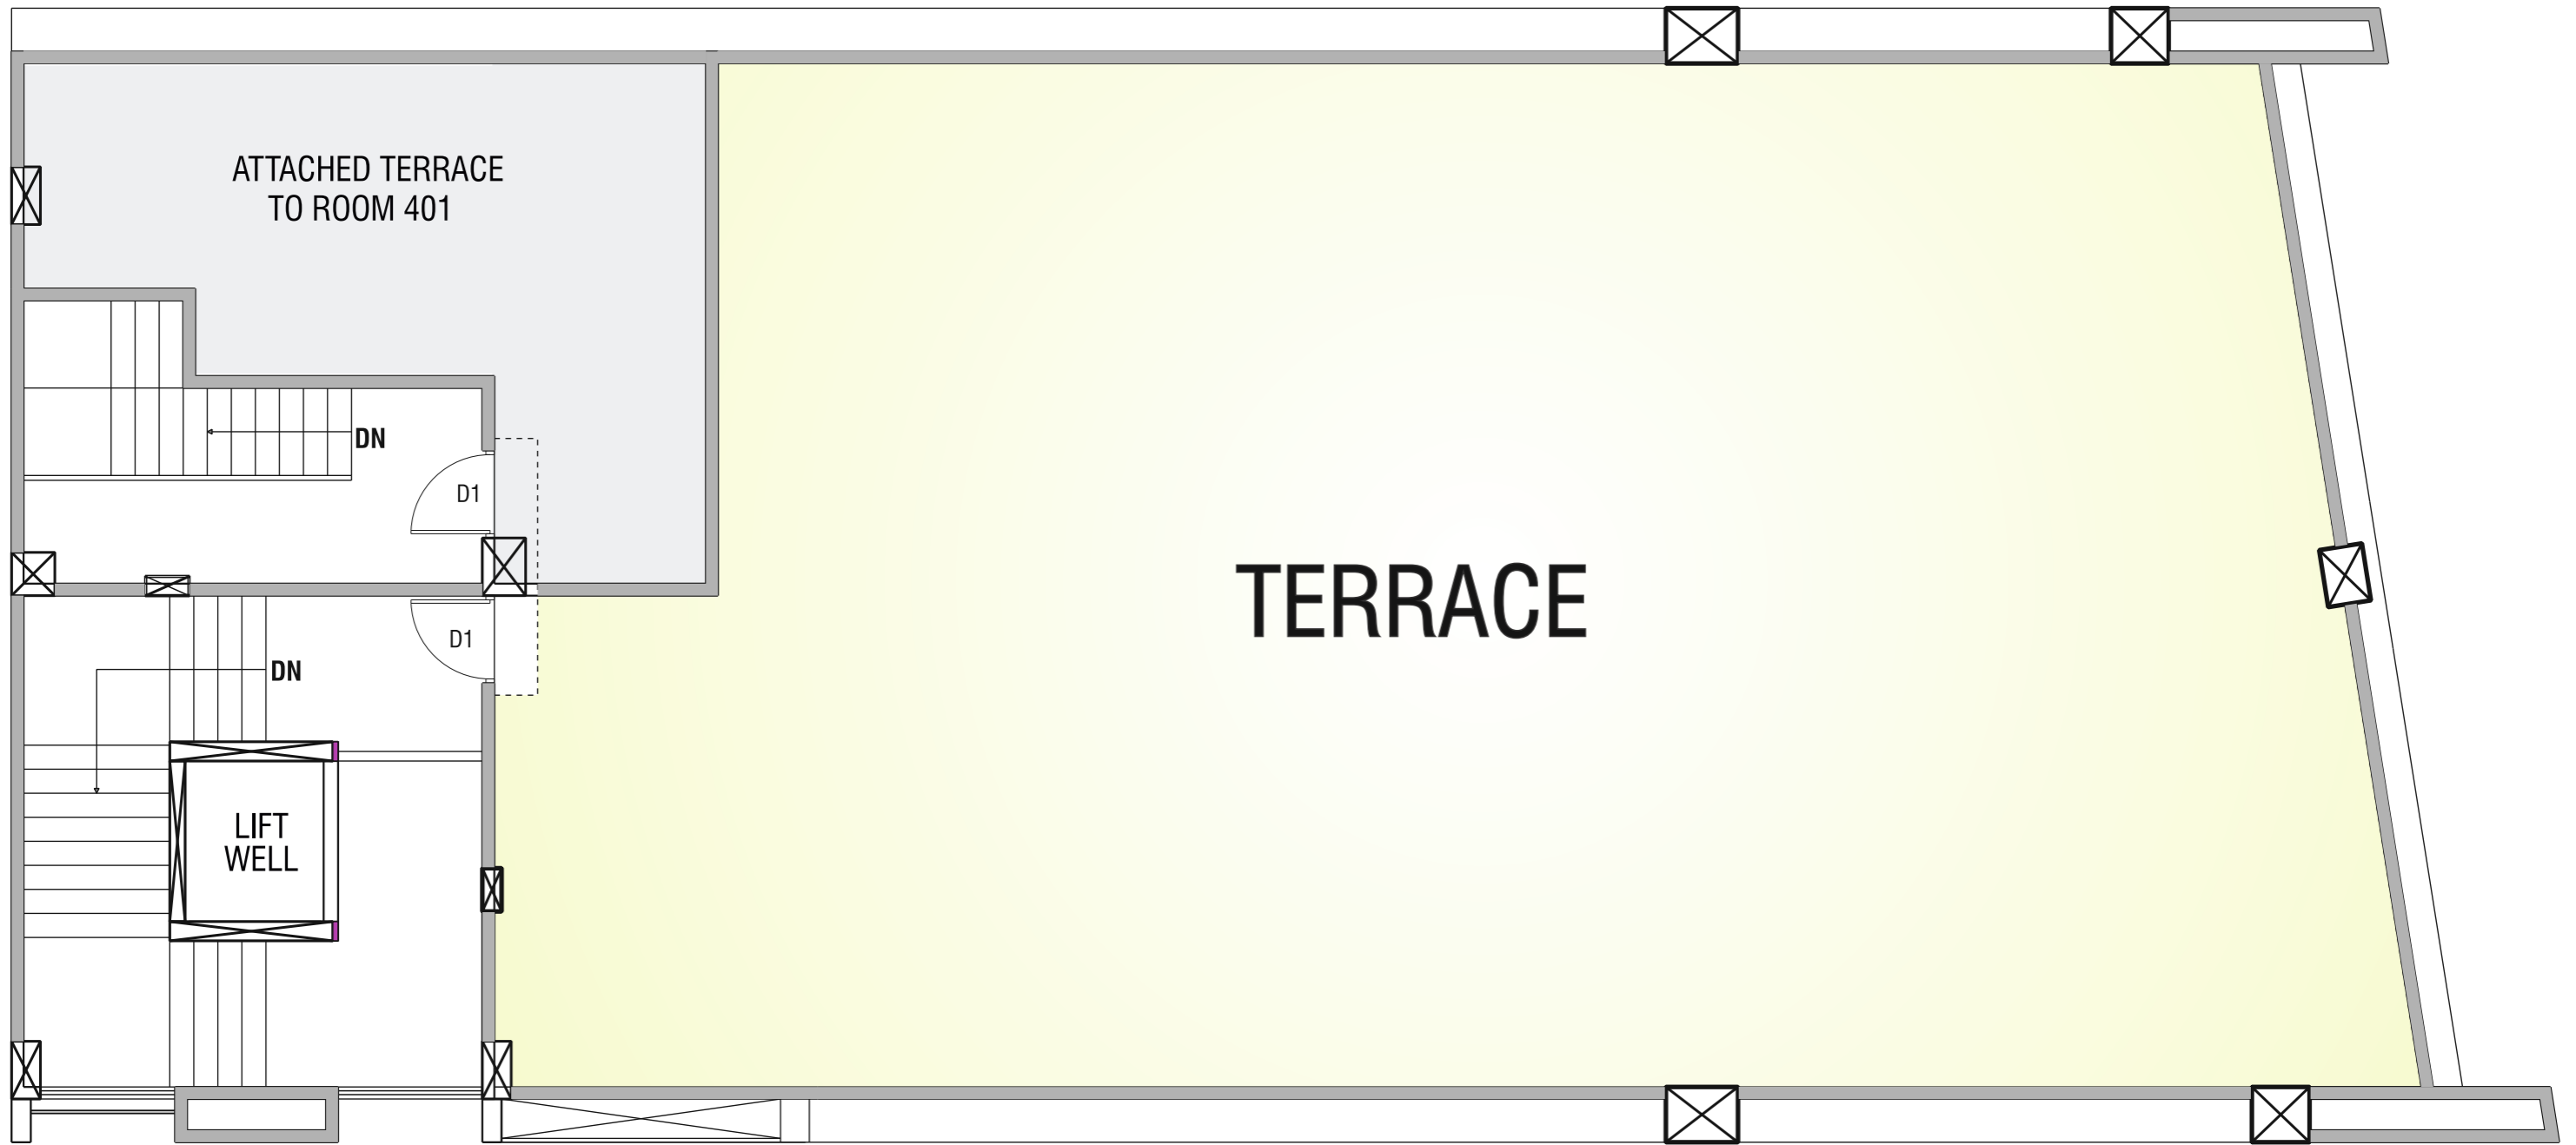 ATTACHED TERRACE
TO ROOM 401
DN
D1
TERRACE
D1
DN
LIFT
WELL